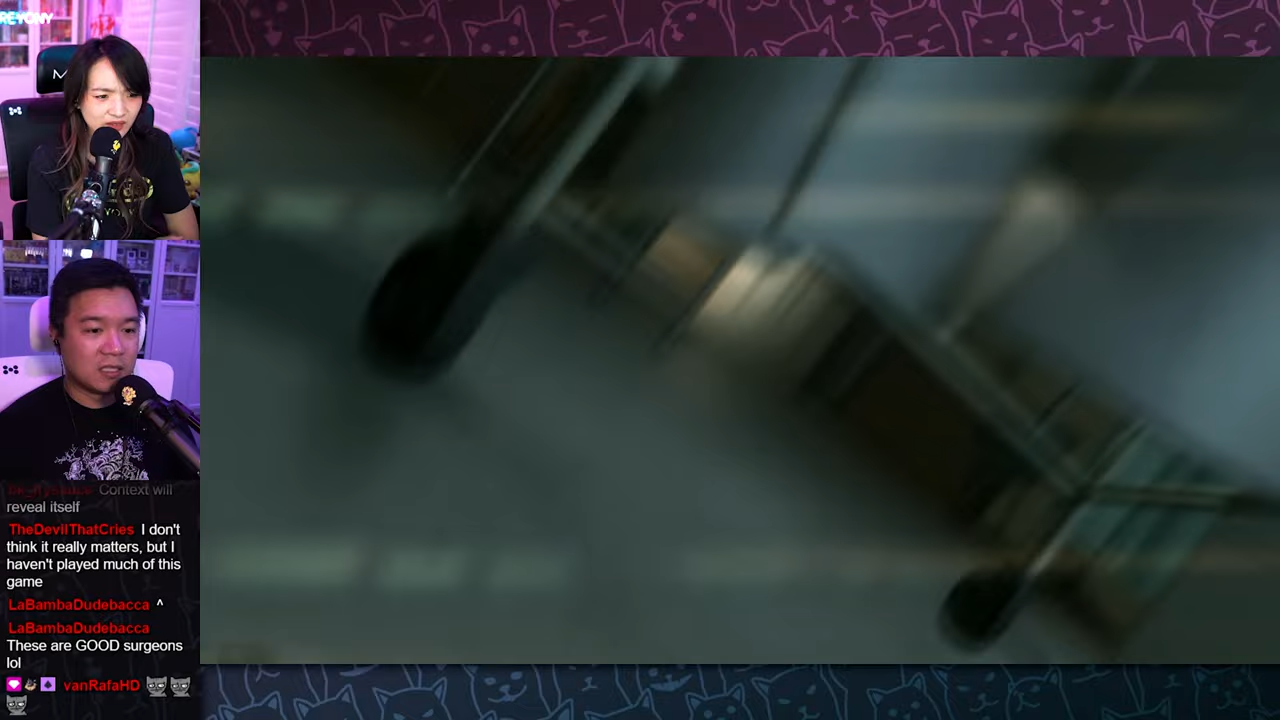 REYONY
Context will
reveal itself
TheDevilThatCries I don't
think it really matters, but I
haven't played much of this
game
LaBambaDudebacca ^
LaBambaDudebacca
These are GOOD surgeons
lol
vanRafaHD